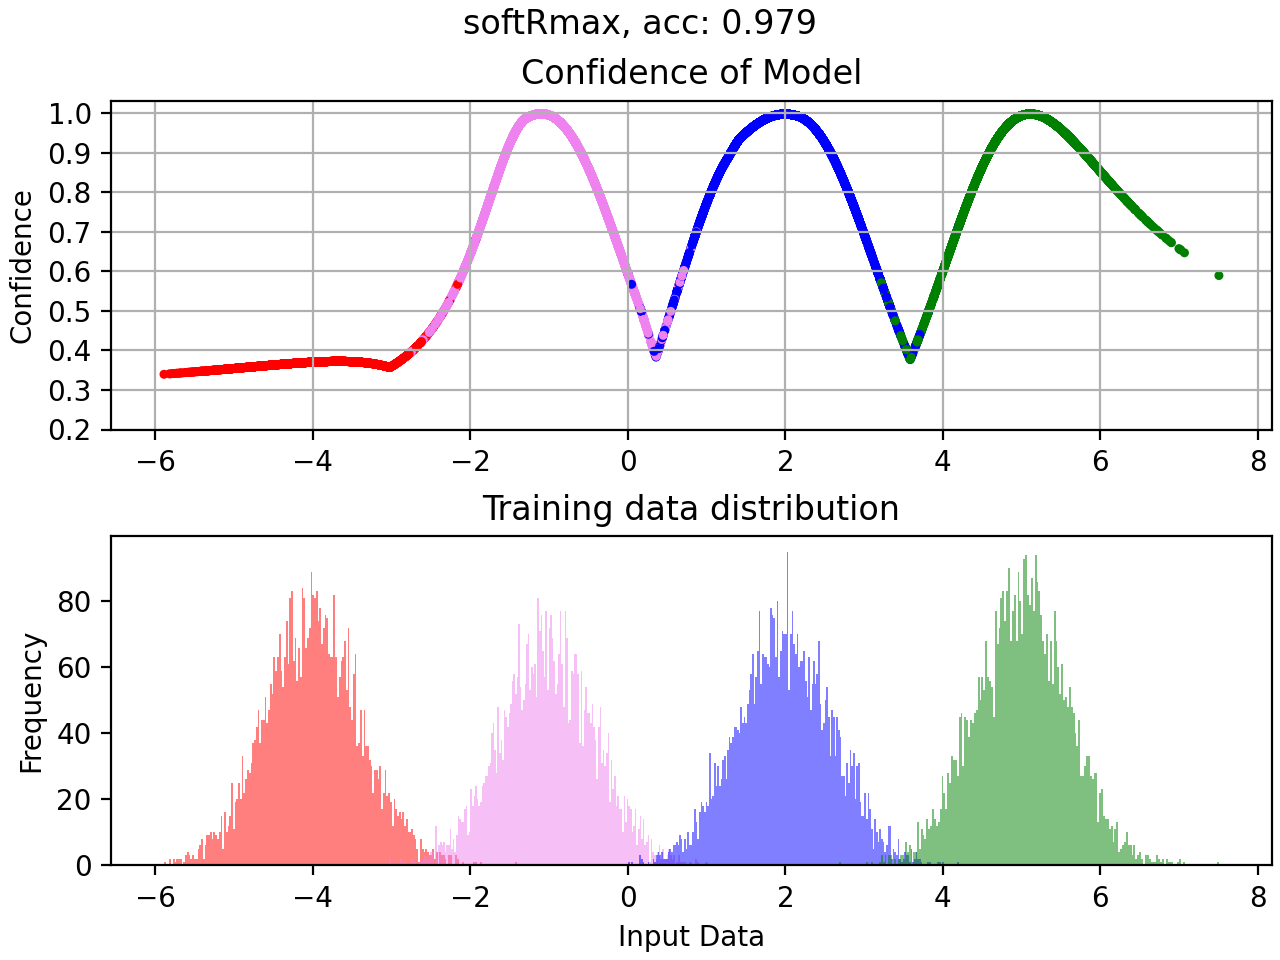 softRmax, acc: 0.979
Confidence of Model
Confidence
1.0
0.9
0.8
0.7
0.6
0.5
0.4
0.3
0.2
−6 −4 −2 0 2 4 6 8
Training data distribution
Frequency
80
60
40
20
0
−6 −4 −2 0 2 4 6 8
Input Data